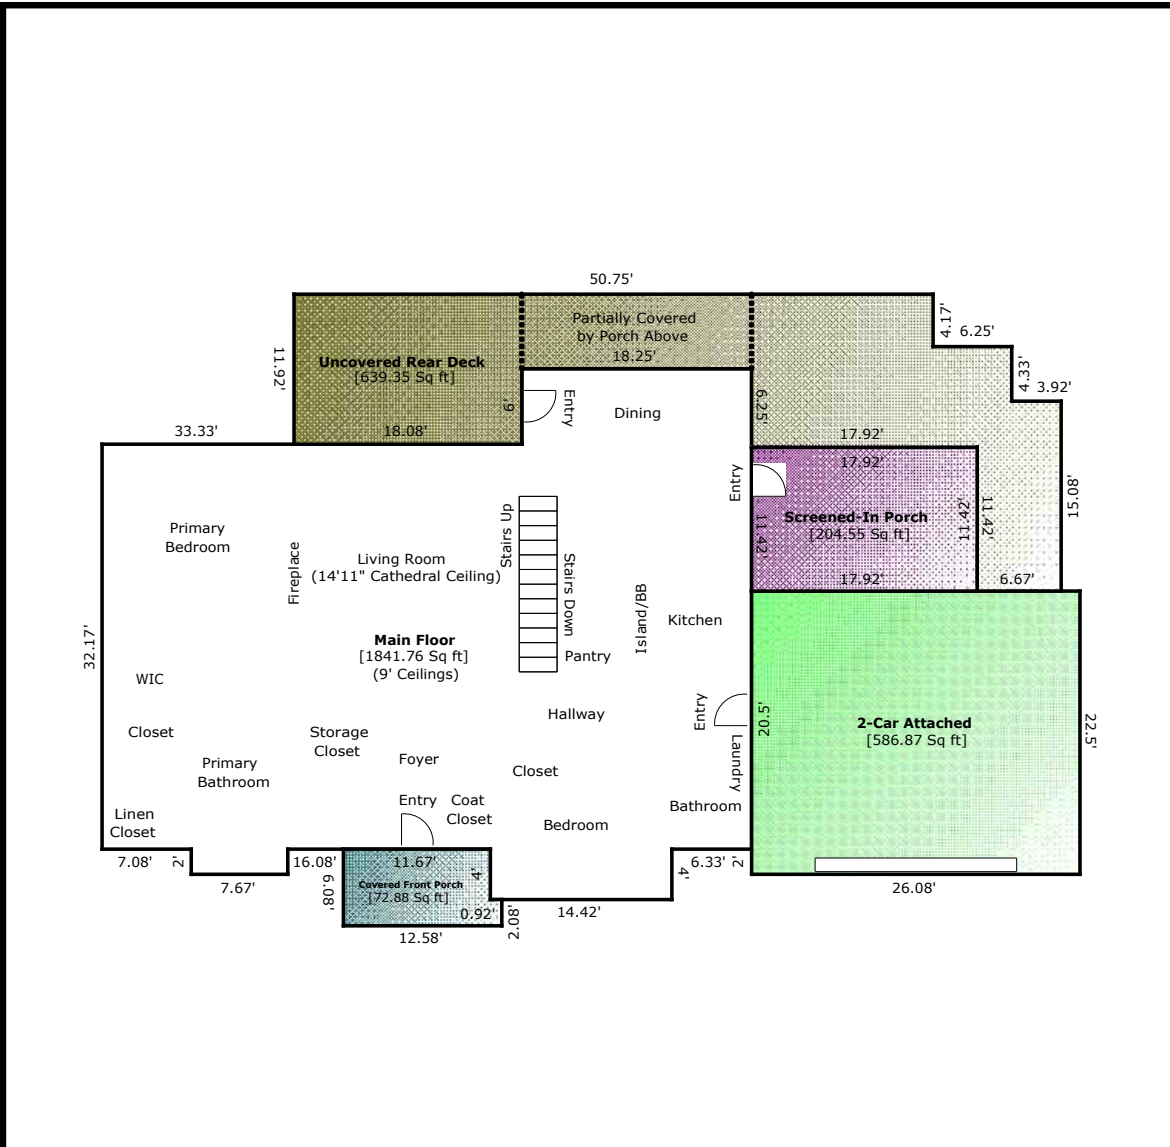 50.75'
4.17'
6.25'
Partially Covered
by Porch Above
18.25'
11.92'
Uncovered Rear Deck
[639.35 Sq ft]
4.33'
3.92'
6'
Entry
Dining
6.25'
33.33'
18.08'
17.92'
17.92'
Entry
Screened-In Porch
[204.55 Sq ft]
11.42'
11.42'
11.42'
15.08'
17.92'
6.67'
Primary
Bedroom
Fireplace
Living Room
(14'11" Cathedral Ceiling)
Stairs Up
Stairs Down
Island/BB
Kitchen
Pantry
32.17'
Main Floor
[1841.76 Sq ft]
(9' Ceilings)
WIC
Closet
Hallway
Entry
20.5'
2-Car Attached
[586.87 Sq ft]
22.5'
Storage
Closet
Foyer
Primary
Bathroom
Closet
Laundry
Linen
Closet
Entry
Coat
Closet
Bedroom
Bathroom
7.08'
2'
7.67'
16.08'
6.08'
11.67'
4'
Covered Front Porch
[72.88 Sq ft]
0.92'
2.08'
12.58'
14.42'
4'
6.33'
2'
26.08'